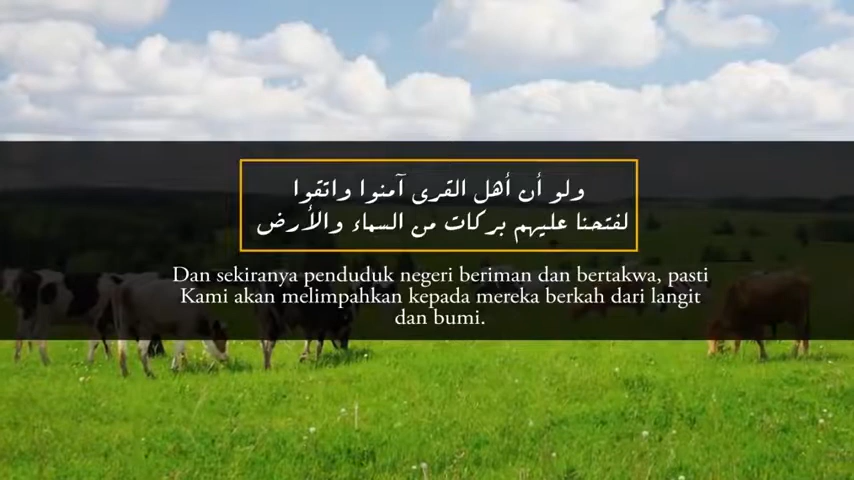 ولو أن أهل القرى آمنوا واتقوا
لفتحنا عليهم بركات من السماء والأرض
Dan sekiranya penduduk negeri beriman dan bertakwa, pasti
Kami akan melimpahkan kepada mereka berkah dari langit
dan bumi.